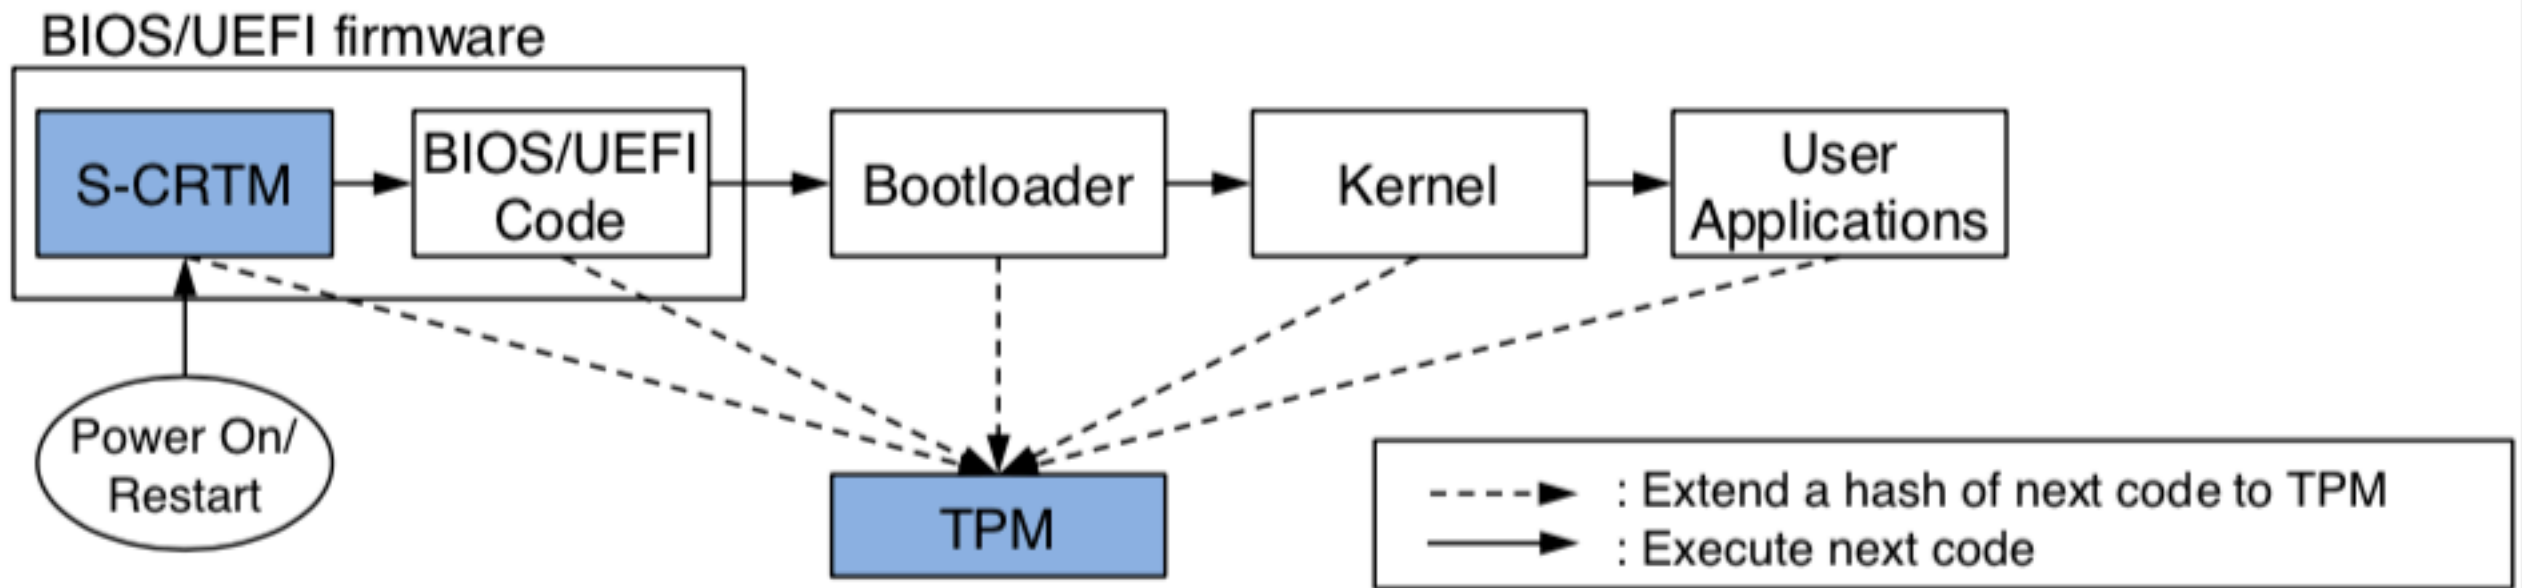 BIOS/UEFI firmware
S-CRTM
BIOS/UEFI
Code
Bootloader
Kernel
User
Applications
Power On/
Restart
TPM
: Extend a hash of next code to TPM
: Execute next code